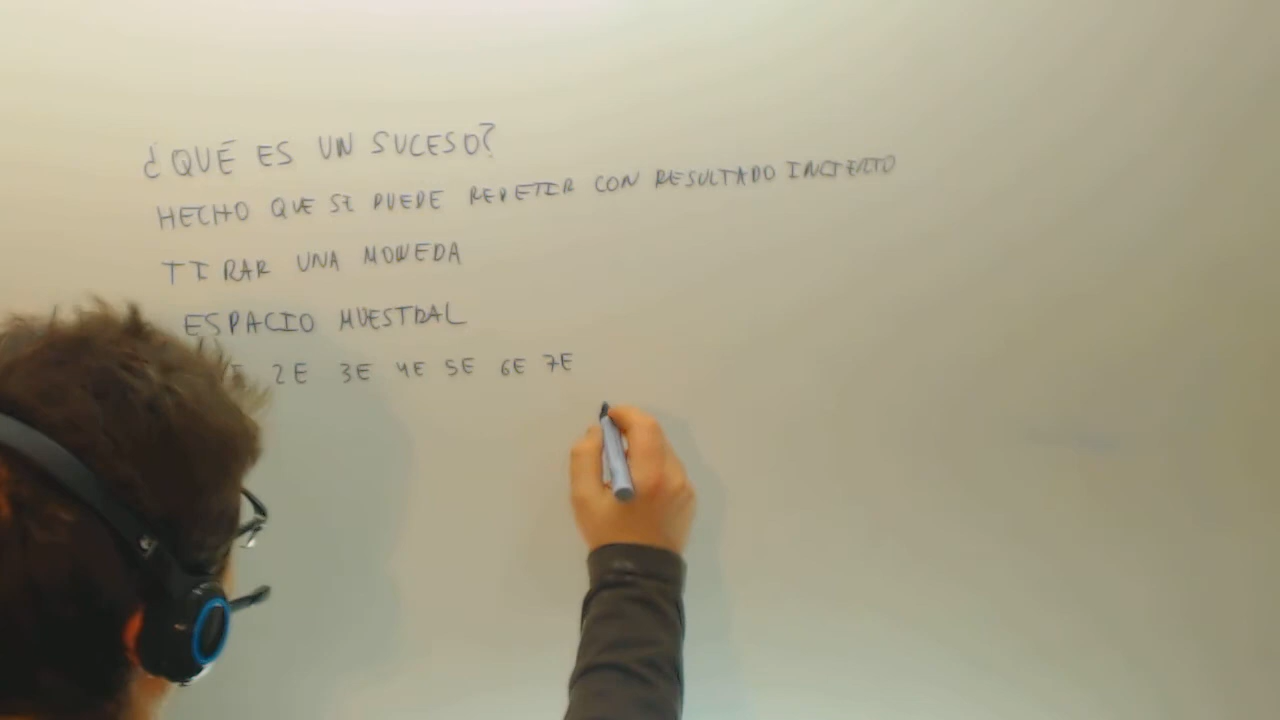 ¿QUÉ ES UN SUCESO?
HECHO QUE SE PUEDE REPETIR CON RESULTADO INCIERTO
TIRAR UNA MONEDA
ESPACIO MUESTRAL
2E 3E 4E 5E 6E 7E